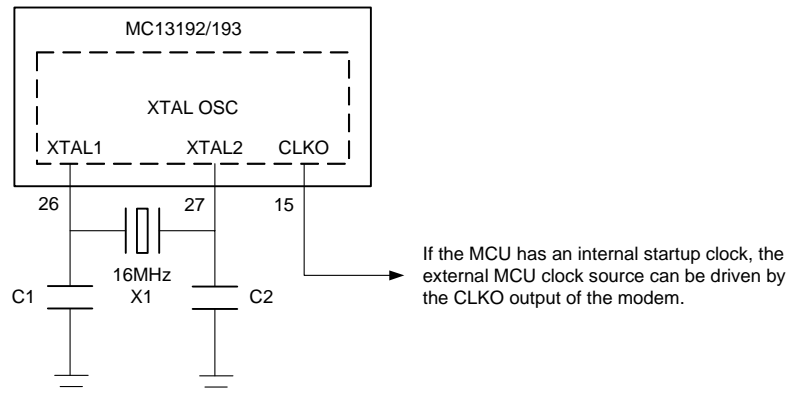 MC13192/193
XTAL OSC
XTAL1 XTAL2 CLKO
26 27 15
16MHz
X1
C1 C2
If the MCU has an internal startup clock, the
external MCU clock source can be driven by
the CLKO output of the modem.